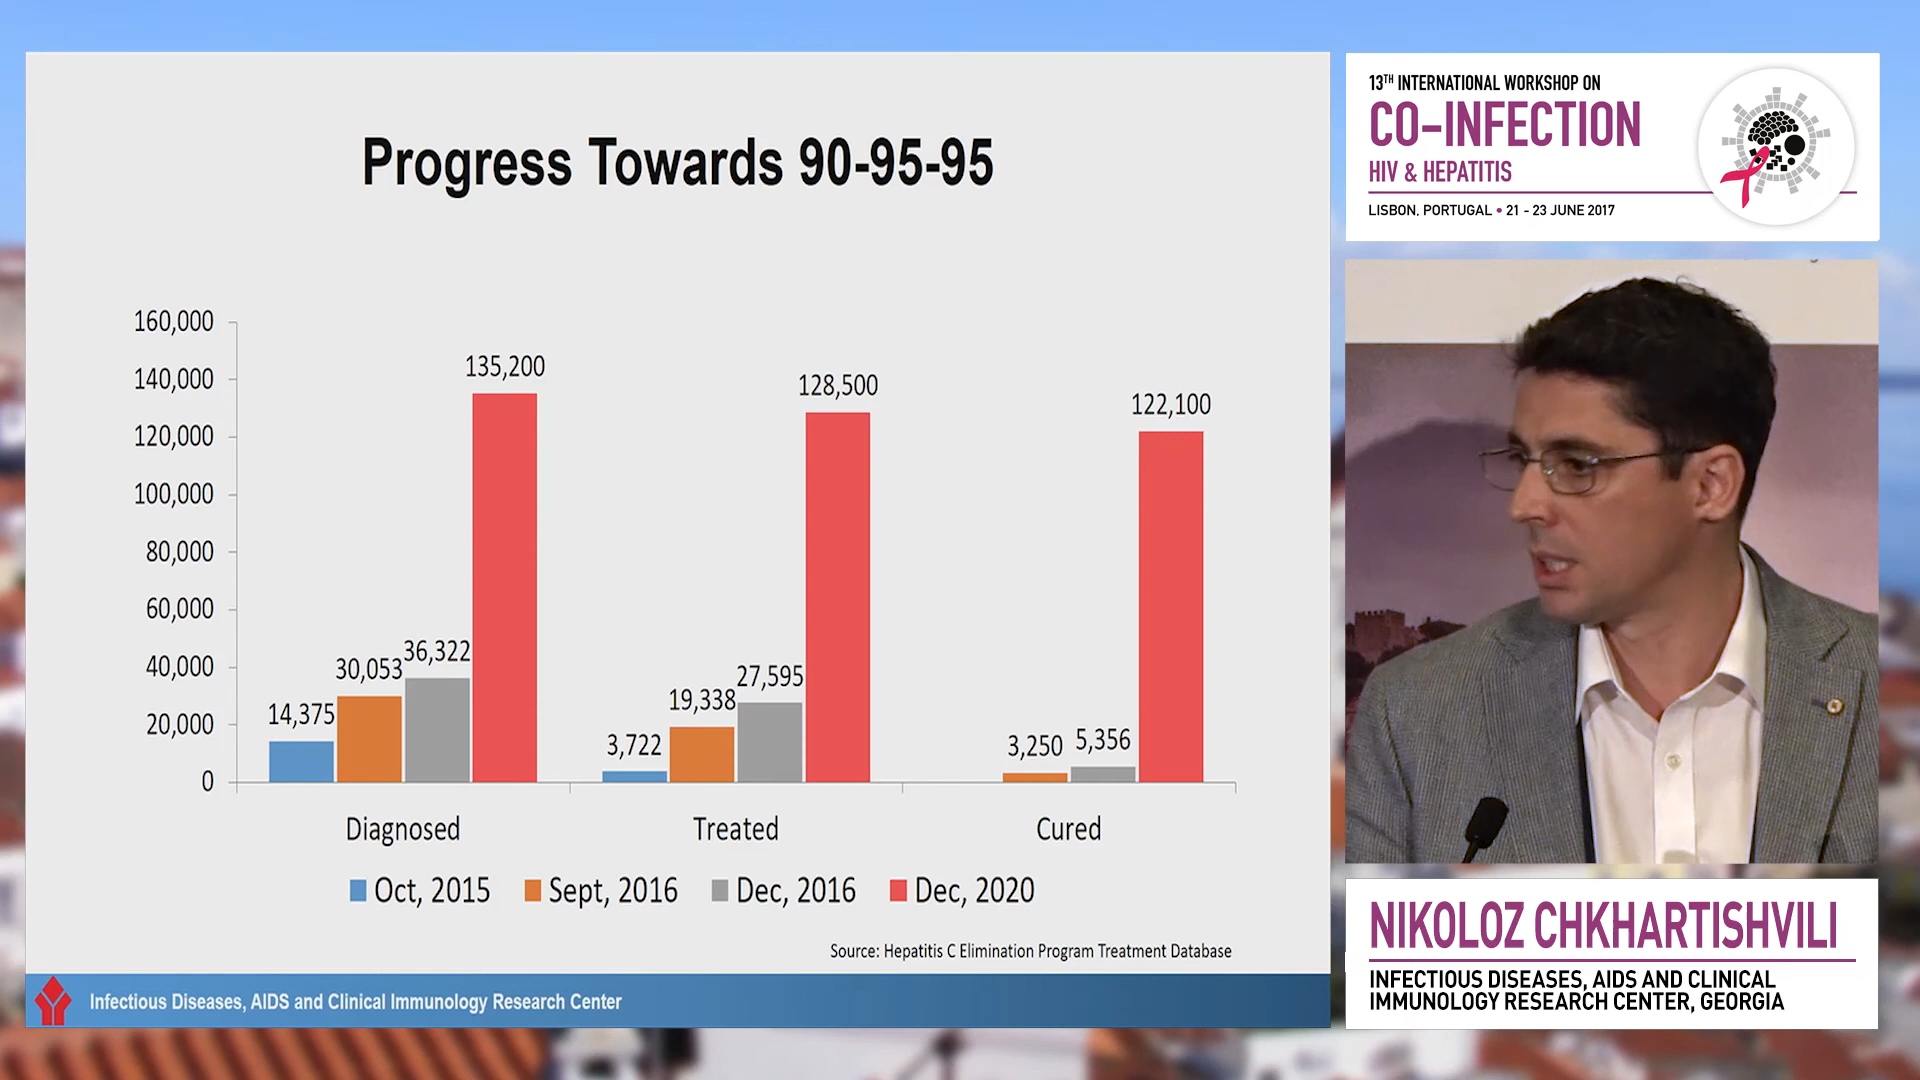 Progress Towards 90-95-95
160,000
140,000
120,000
100,000
80,000
60,000
40,000
20,000
0
14,375
30,053
36,322
135,200
3,722
19,338
27,595
128,500
3,250
5,356
122,100
Diagnosed
Treated
Cured
Oct, 2015
Sept, 2016
Dec, 2016
Dec, 2020
Source: Hepatitis C Elimination Program Treatment Database
Infectious Diseases, AIDS and Clinical Immunology Research Center
13TH INTERNATIONAL WORKSHOP ON
CO-INFECTION
HIV & HEPATITIS
LISBON, PORTUGAL • 21 - 23 JUNE 2017
NIKOLOZ CHKHARTISHVILI
INFECTIOUS DISEASES, AIDS AND CLINICAL
IMMUNOLOGY RESEARCH CENTER, GEORGIA